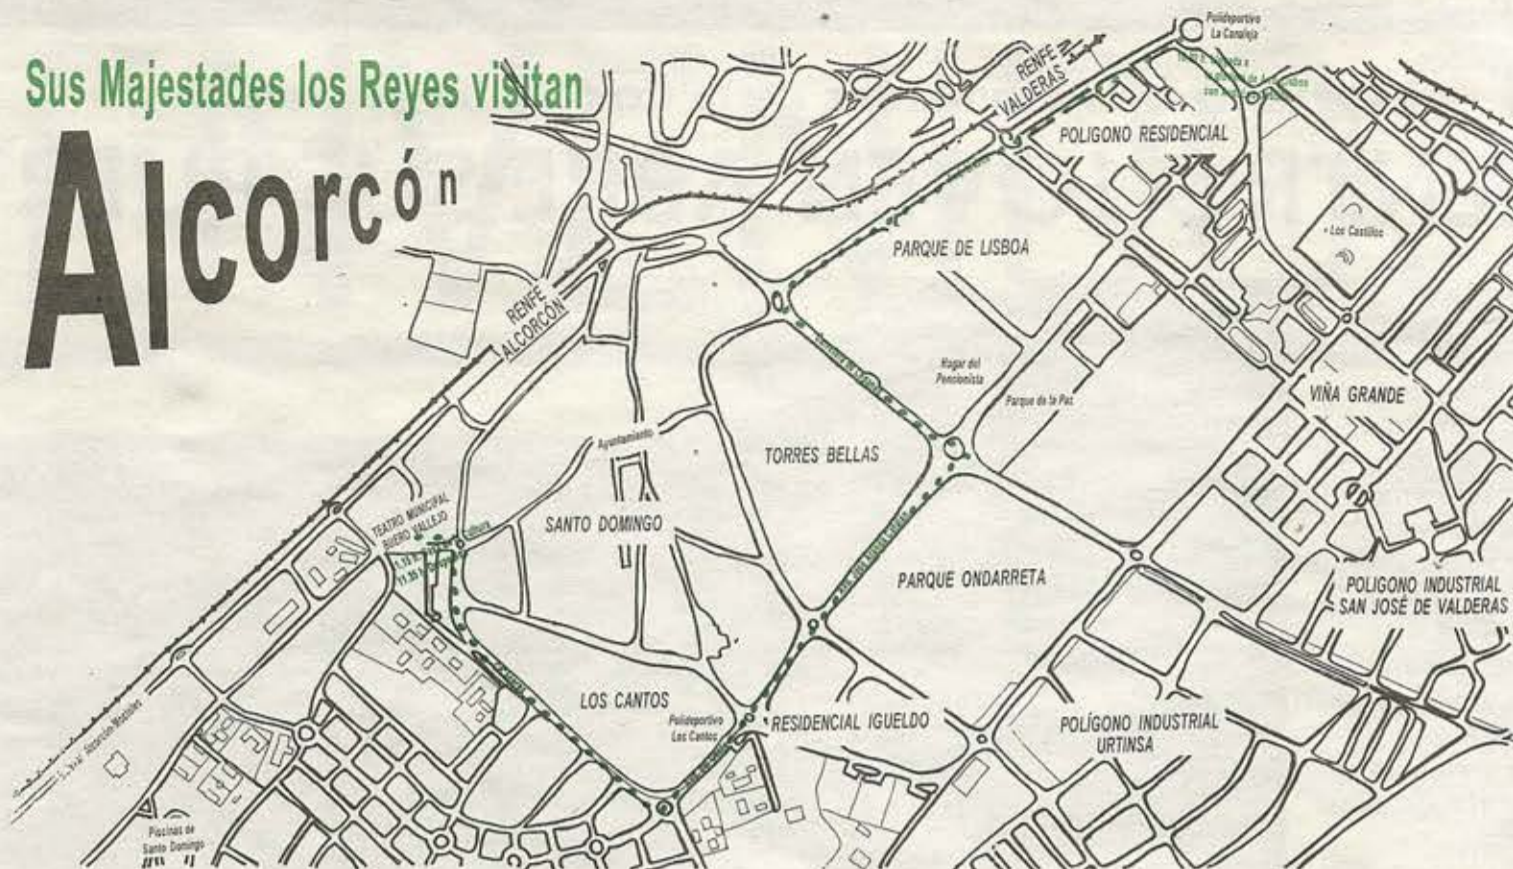 Sus Majestades los Reyes visitan
Alcorcón
Polideportivo
La Canaleja
RENFE
VALDERAS
POLIGONO RESIDENCIAL
PARQUE DE LISBOA
Los Castillos
RENFE
ALCORCÓN
Hogar del
Pensionista
Parque de la Paz
VIÑA GRANDE
Ayuntamiento
TORRES BELLAS
TEATRO MUNICIPAL
BUERO VALLEJO
SANTO DOMINGO
PARQUE ONDARRETA
POLIGONO INDUSTRIAL
SAN JOSÉ DE VALDERAS
LOS CANTOS
Polideportivo
Los Cantos
RESIDENCIAL IGUELDO
POLÍGONO INDUSTRIAL
URTINSA
Alcorcón-Móstoles
Piscinas de
Santo Domingo